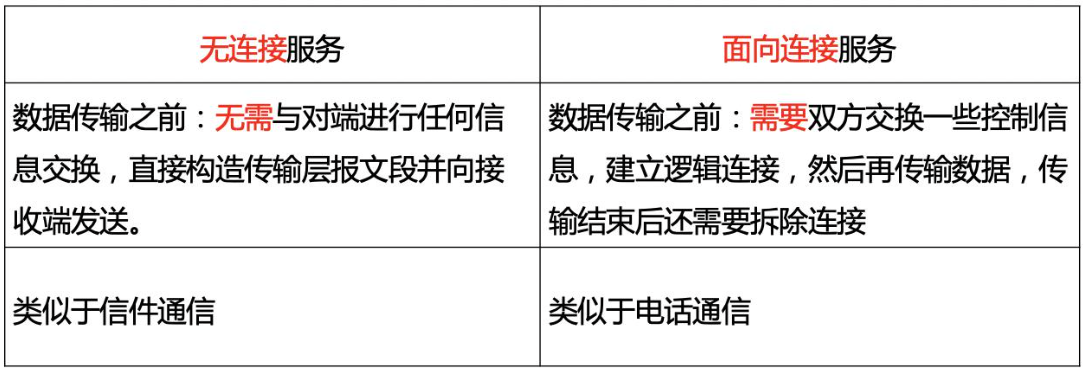 无连接服务
面向连接服务
数据传输之前：无需与对端进行任何信
息交换，直接构造传输层报文段并向接
收端发送。
数据传输之前：需要双方交换一些控制信
息，建立逻辑连接，然后再传输数据，传
输结束后还需要拆除连接
类似于信件通信
类似于电话通信